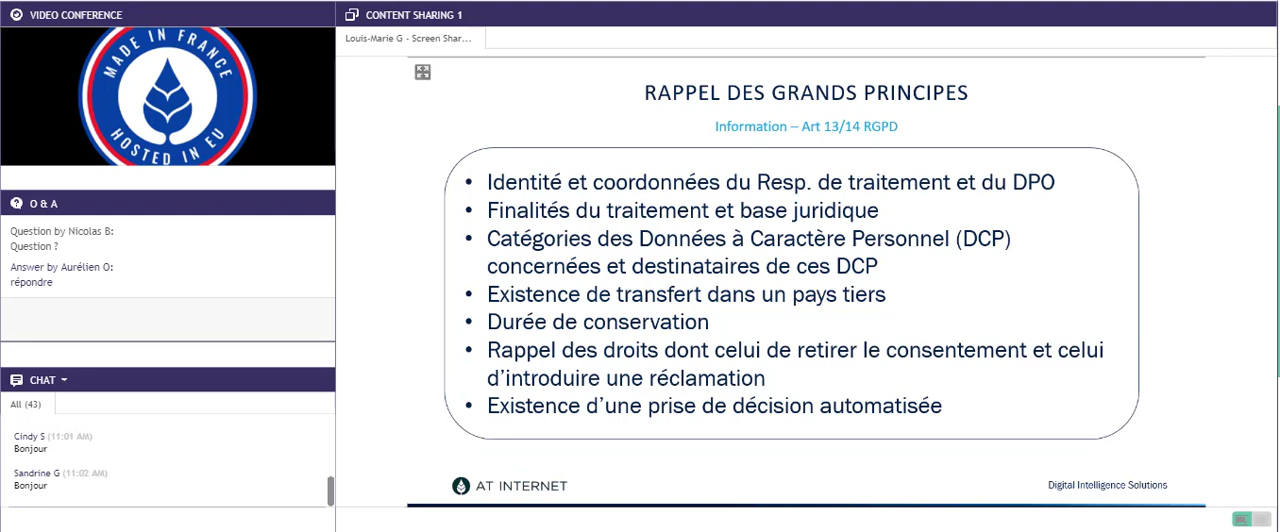 VIDEO CONFERENCE
MADE IN FRANCE
HOSTED IN EU
Q & A
Question by Nicolas B:
Question ?
Answer by Aurélien O:
répondre
CHAT
All (43)
Cindy S (11:01 AM)
Bonjour
Sandrine G (11:02 AM)
Bonjour
CONTENT SHARING 1
Louis-Marie G - Screen Shar...
RAPPEL DES GRANDS PRINCIPES
Information – Art 13/14 RGPD
• Identité et coordonnées du Resp. de traitement et du DPO
• Finalités du traitement et base juridique
• Catégories des Données à Caractère Personnel (DCP)
concernées et destinataires de ces DCP
• Existence de transfert dans un pays tiers
• Durée de conservation
• Rappel des droits dont celui de retirer le consentement et celui
d’introduire une réclamation
• Existence d’une prise de décision automatisée
AT INTERNET
Digital Intelligence Solutions